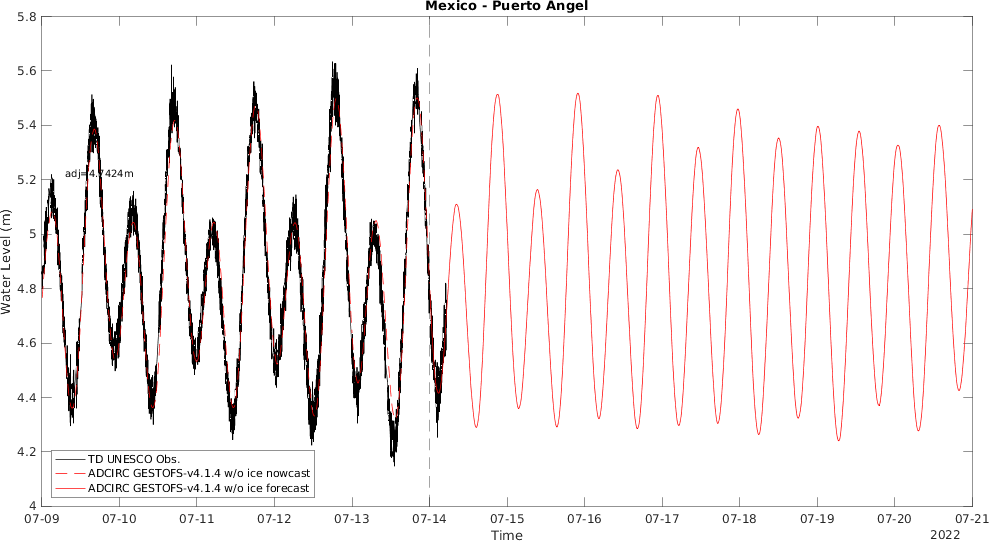 Mexico - Puerto Angel
5.8
5.6
5.4
5.2
5
4.8
4.6
4.4
4.2
4
Water Level (m)
adj=4.7424m
TD UNESCO Obs.
ADCIRC GESTOFS-v4.1.4 w/o ice nowcast
ADCIRC GESTOFS-v4.1.4 w/o ice forecast
07-09 07-10 07-11 07-12 07-13 07-14 07-15 07-16 07-17 07-18 07-19 07-20 07-21
Time
2022